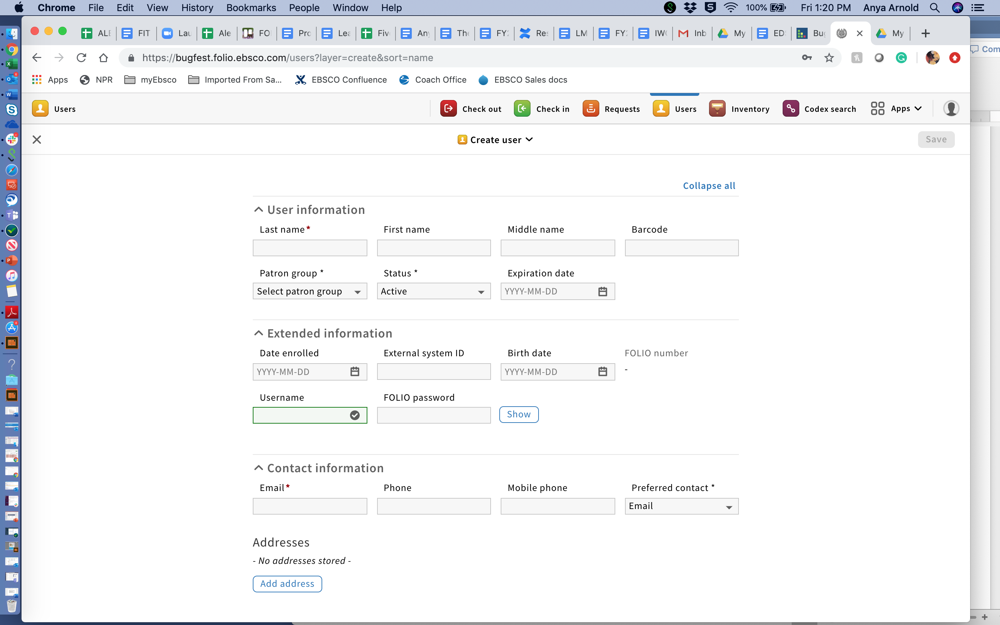 Chrome File Edit View History Bookmarks People Window Help 100% Fri 1:20 PM Anya Arnold
ALE FIT Lau Ale FO Pro Lea Five Any The FY2 Res LM FY2 IW Inb My ED Bug My
https://bugfest.folio.ebsco.com/users?layer=create&sort=name
Com
Apps NPR myEbsco Imported From Sa... EBSCO Confluence Coach Office EBSCO Sales docs
Users Check out Check in Requests Users Inventory Codex search Apps
Create user Save
Collapse all
User information
Last name* First name Middle name Barcode
Patron group * Status * Expiration date
Select patron group Active YYYY-MM-DD
Extended information
Date enrolled External system ID Birth date FOLIO number
YYYY-MM-DD YYYY-MM-DD -
Username FOLIO password
Show
Contact information
Email* Phone Mobile phone Preferred contact *
Email
Addresses
- No addresses stored -
Add address